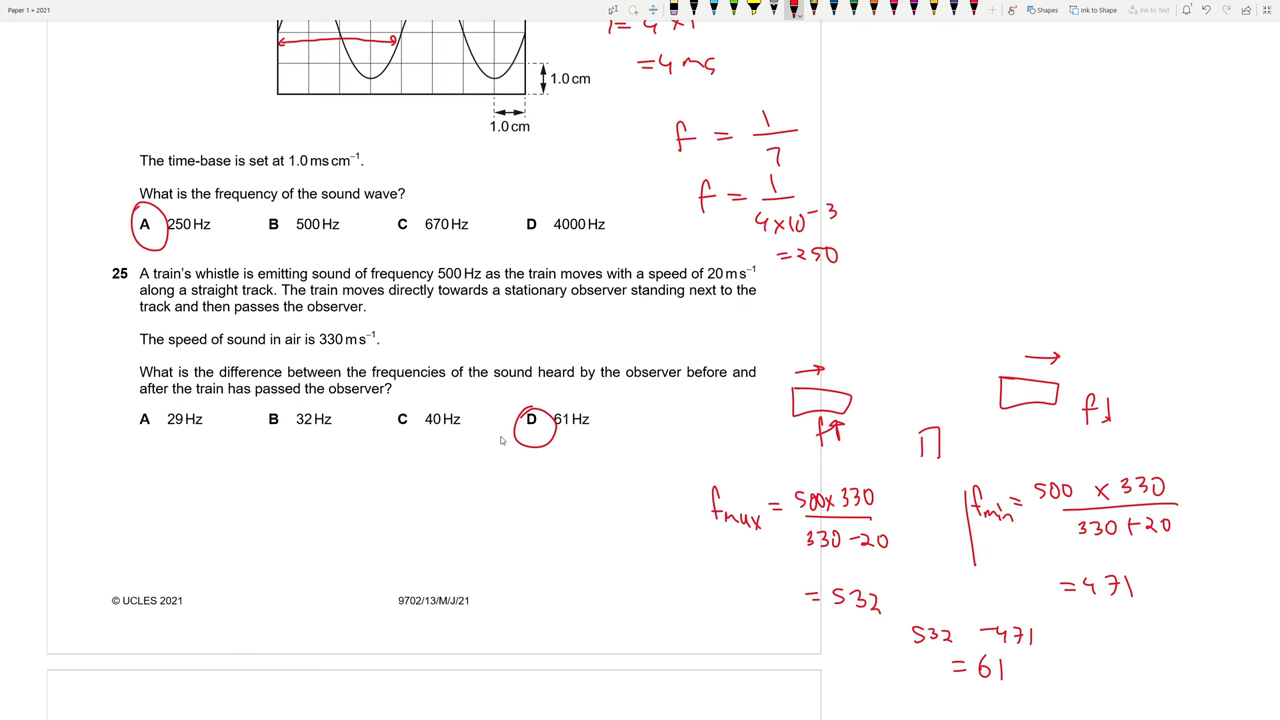 Paper 1 » 2021
Shapes
Ink to Shape
Ink to Text
= 4 ms
1.0 cm
1.0 cm
f = 1/T
The time-base is set at 1.0 ms cm⁻¹.
What is the frequency of the sound wave?
f = 1/4×10⁻³
A 250 Hz B 500 Hz C 670 Hz D 4000 Hz
= 250
25 A train's whistle is emitting sound of frequency 500 Hz as the train moves with a speed of 20 m s⁻¹
along a straight track. The train moves directly towards a stationary observer standing next to the
track and then passes the observer.
The speed of sound in air is 330 m s⁻¹.
What is the difference between the frequencies of the sound heard by the observer before and
after the train has passed the observer?
A 29 Hz B 32 Hz C 40 Hz D 61 Hz
f↑
f↓
fmax = 500 × 330
330 − 20
= 532
fmin = 500 × 330
330 + 20
= 471
532 − 471
= 61
© UCLES 2021
9702/13/M/J/21